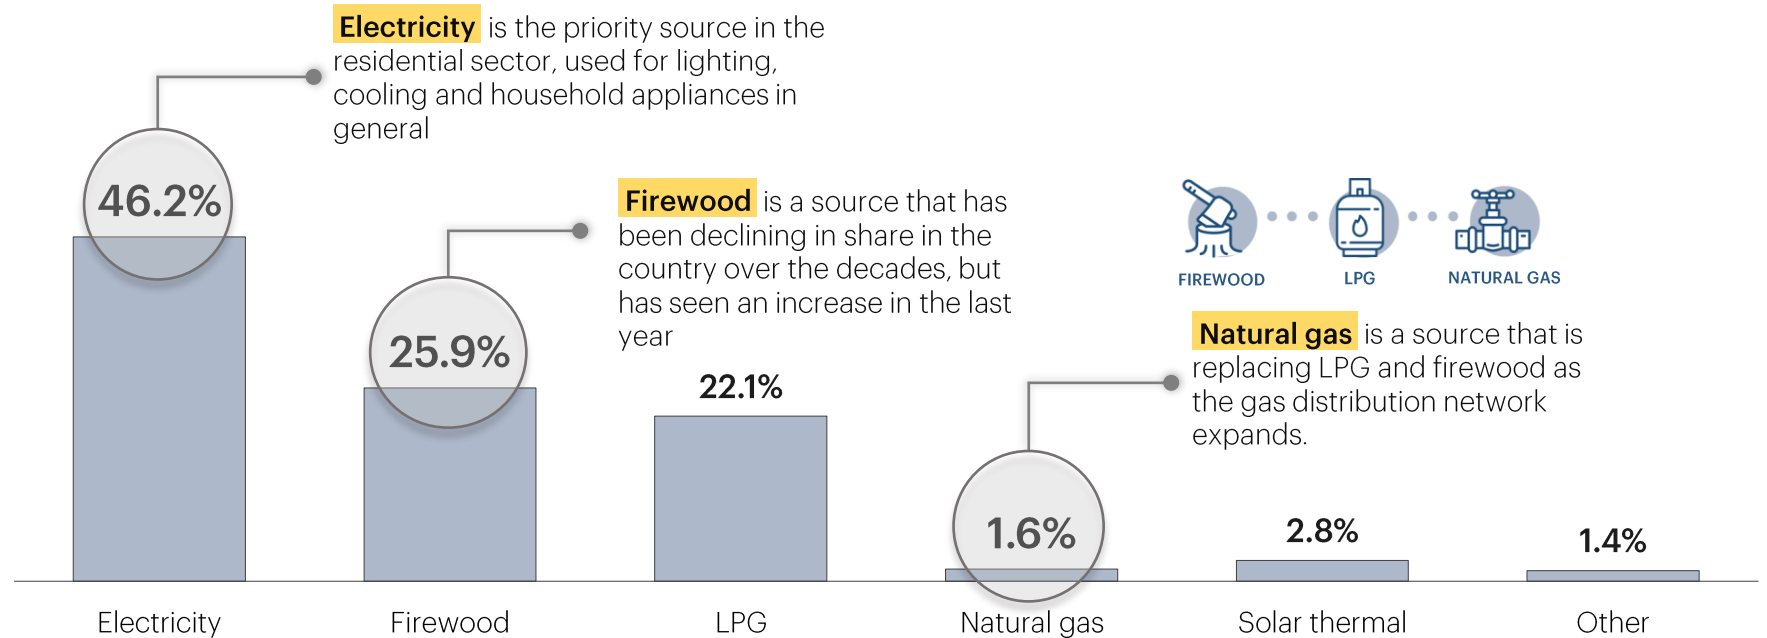 Electricity is the priority source in the
residential sector, used for lighting,
cooling and household appliances in
general
46.2%
Firewood is a source that has
been declining in share in the
country over the decades, but
has seen an increase in the last
year
25.9%
22.1%
FIREWOOD
LPG
NATURAL GAS
Natural gas is a source that is
replacing LPG and firewood as
the gas distribution network
expands.
1.6%
2.8%
1.4%
Electricity
Firewood
LPG
Natural gas
Solar thermal
Other